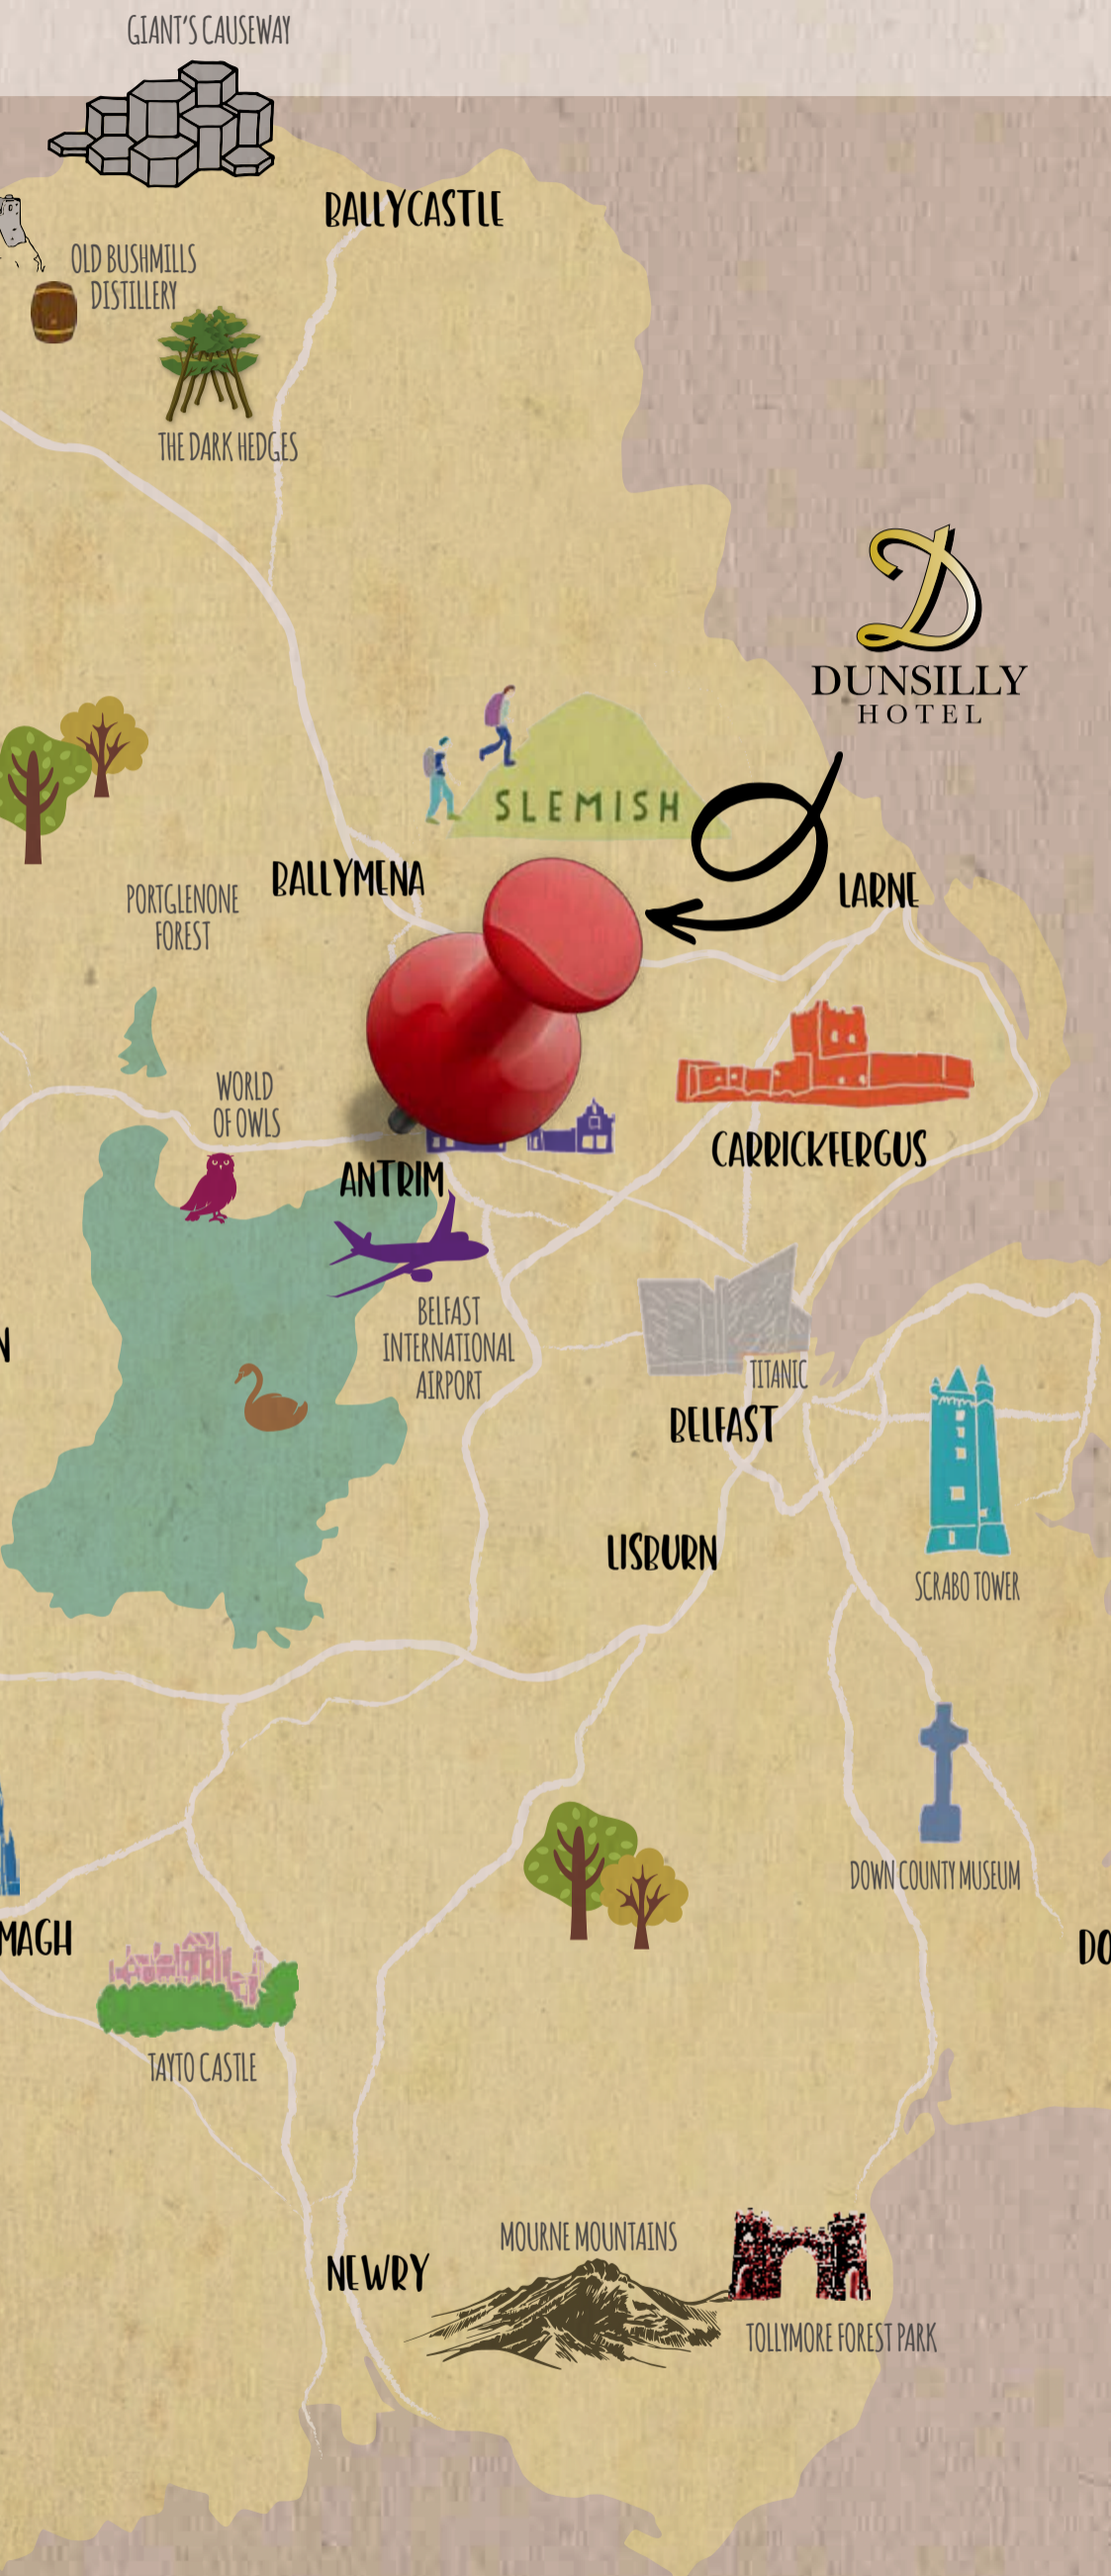 GIANT'S CAUSEWAY
BALLYCASTLE
OLD BUSHMILLS
DISTILLERY
THE DARK HEDGES
DUNSILLY
HOTEL
SLEMISH
BALLYMENA
LARNE
PORTGLENONE
FOREST
WORLD
OF OWLS
CARRICKFERGUS
ANTRIM
BELFAST
INTERNATIONAL
AIRPORT
N
TITANIC
BELFAST
LISBURN
SCRABO TOWER
DOWN COUNTY MUSEUM
MAGH
DO
TAYTO CASTLE
MOURNE MOUNTAINS
NEWRY
TOLLYMORE FOREST PARK